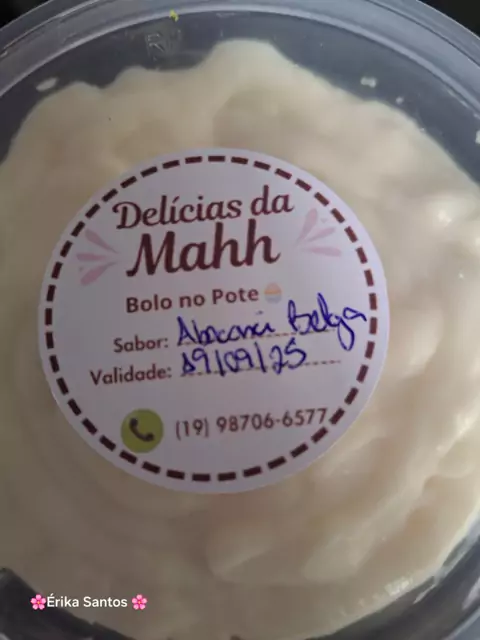 Delícias da
Mahh
Bolo no Pote
Sabor: Abacaxi Belga
Validade: 19/09/25
(19) 98706-6577
🌸Érika Santos 🌸